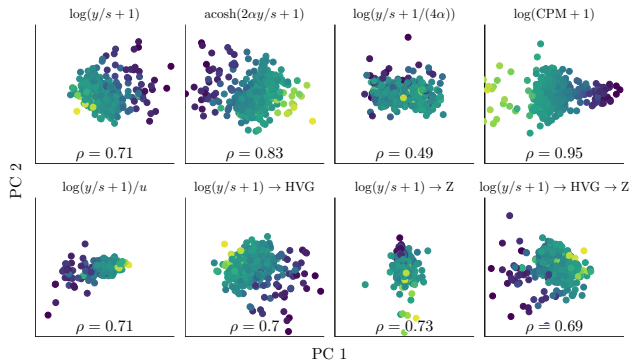 log(y/s + 1)
acosh(2αy/s + 1)
log(y/s + 1/(4α))
log(CPM + 1)
ρ = 0.71
ρ = 0.83
ρ = 0.49
ρ = 0.95
PC 2
log(y/s + 1)/u
log(y/s + 1) → HVG
log(y/s + 1) → Z
log(y/s + 1) → HVG → Z
ρ = 0.71
ρ = 0.7
ρ = 0.73
ρ = 0.69
PC 1